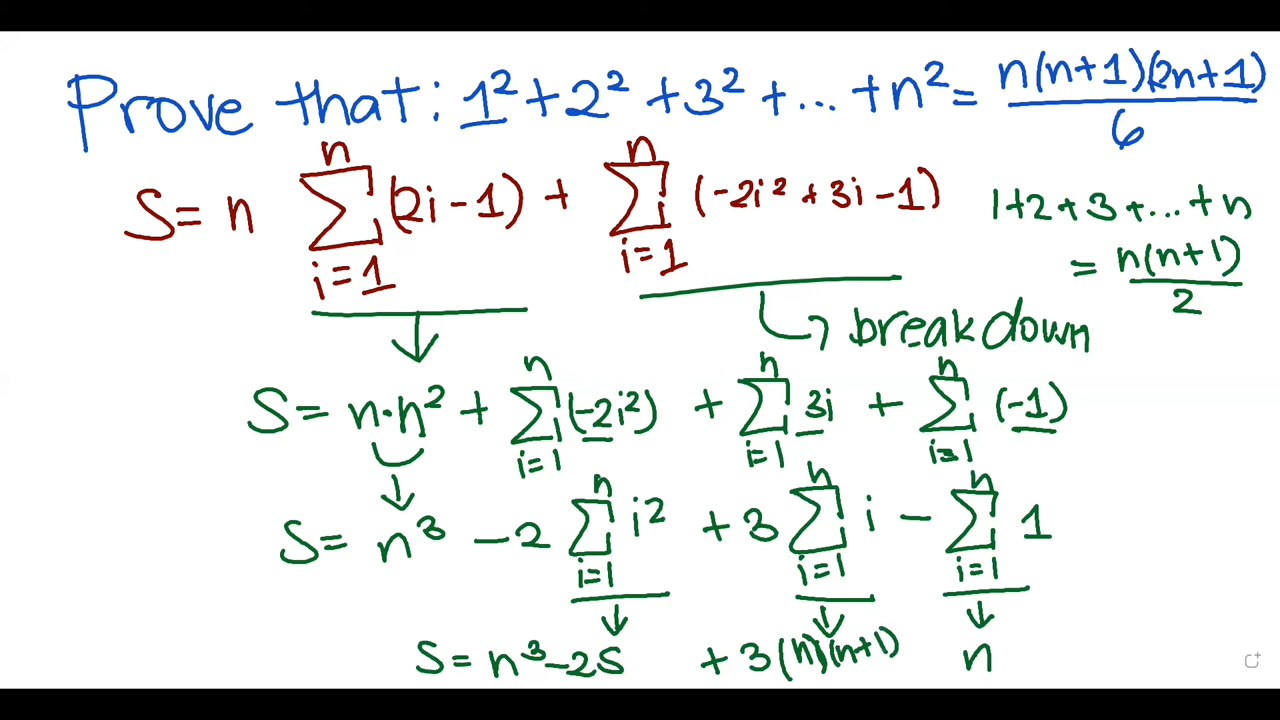 Prove that: 1² + 2² + 3² + ... + n² = n(n+1)(2n+1)/6
S = n ∑_{i=1}^{n} (2i - 1) + ∑_{i=1}^{n} (-2i² + 3i - 1)
1 + 2 + 3 + ... + n
= n(n+1)/2
breakdown
S = n·n² + ∑_{i=1}^{n} (-2i²) + ∑_{i=1}^{n} 3i + ∑_{i=1}^{n} (-1)
S = n³ - 2 ∑_{i=1}^{n} i² + 3 ∑_{i=1}^{n} i - ∑_{i=1}^{n} 1
S = n³ - 2S + 3(n)(n+1) n